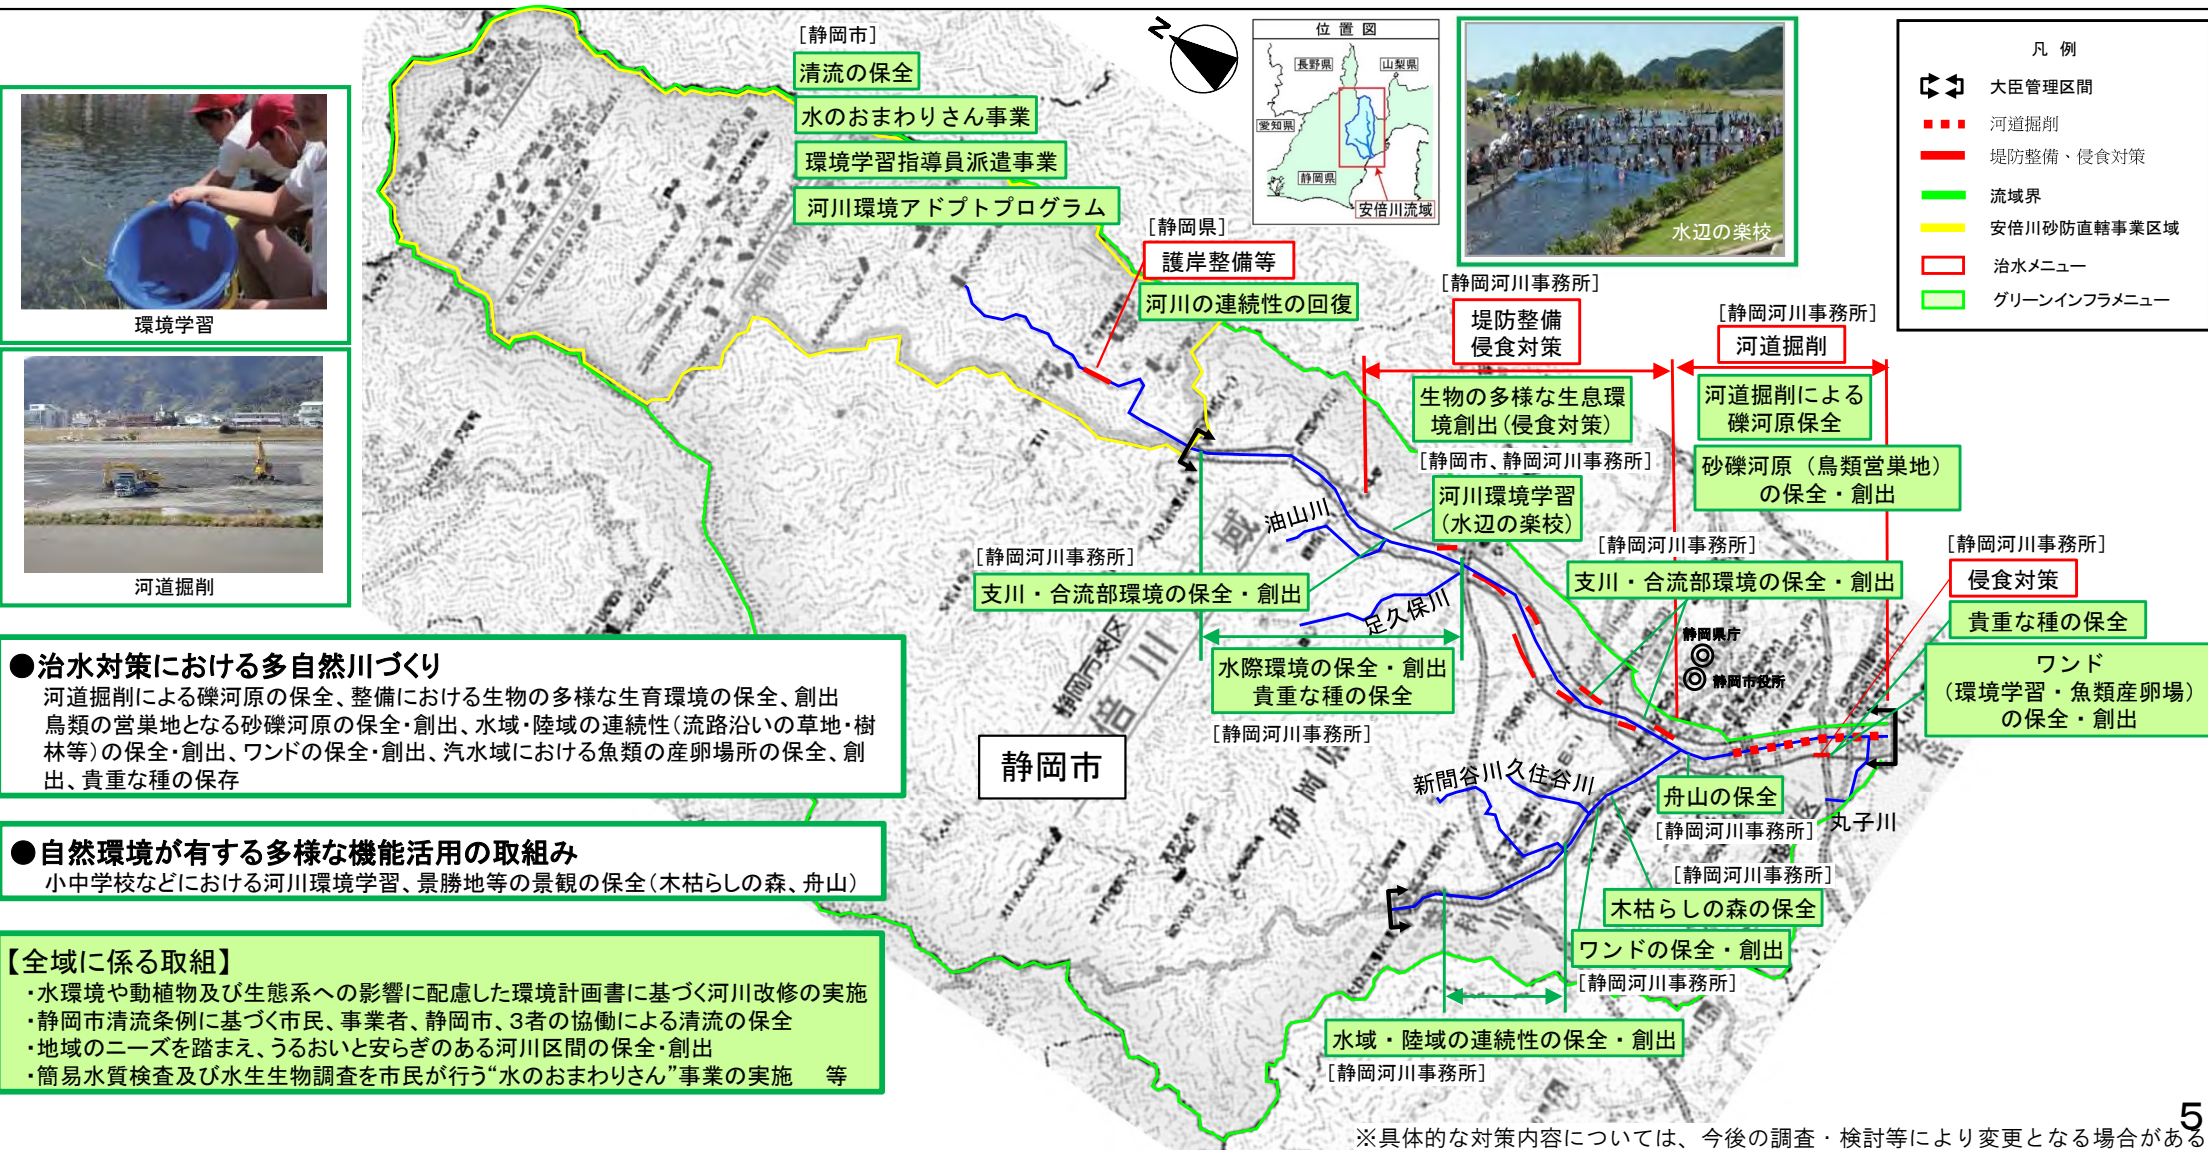 [静岡市]
清流の保全
水のおまわりさん事業
環境学習指導員派遣事業
河川環境アドプトプログラム
N
位置図
長野県
山梨県
愛知県
静岡県
安倍川流域
水辺の楽校
凡例
大臣管理区間
河道掘削
堤防整備、侵食対策
流域界
安倍川砂防直轄事業区域
治水メニュー
グリーンインフラメニュー
環境学習
河道掘削
[静岡県]
護岸整備等
河川の連続性の回復
[静岡河川事務所]
堤防整備
侵食対策
生物の多様な生息環
境創出(侵食対策)
[静岡河川事務所]
河道掘削
河道掘削による
礫河原保全
砂礫河原(鳥類営巣地)
の保全・創出
[静岡市、静岡河川事務所]
河川環境学習
(水辺の楽校)
油山川
[静岡河川事務所]
支川・合流部環境の保全・創出
足久保川
[静岡河川事務所]
支川・合流部環境の保全・創出
[静岡河川事務所]
侵食対策
貴重な種の保全
ワンド
(環境学習・魚類産卵場)
の保全・創出
静岡県庁
静岡市役所
水際環境の保全・創出
貴重な種の保全
[静岡河川事務所]
静岡市
新間谷川
久住谷川
舟山の保全
[静岡河川事務所]
丸子川
[静岡河川事務所]
木枯らしの森の保全
ワンドの保全・創出
[静岡河川事務所]
水域・陸域の連続性の保全・創出
[静岡河川事務所]
●治水対策における多自然川づくり
河道掘削による礫河原の保全、整備における生物の多様な生育環境の保全、創出
鳥類の営巣地となる砂礫河原の保全・創出、水域・陸域の連続性(流路沿いの草地・樹
林等)の保全・創出、ワンドの保全・創出、汽水域における魚類の産卵場所の保全、創
出、貴重な種の保存
●自然環境が有する多様な機能活用の取組み
小中学校などにおける河川環境学習、景勝地等の景観の保全(木枯らしの森、舟山)
【全域に係る取組】
・水環境や動植物及び生態系への影響に配慮した環境計画書に基づく河川改修の実施
・静岡市清流条例に基づく市民、事業者、静岡市、3者の協働による清流の保全
・地域のニーズを踏まえ、うるおいと安らぎのある河川区間の保全・創出
・簡易水質検査及び水生生物調査を市民が行う“水のおまわりさん”事業の実施　等
※具体的な対策内容については、今後の調査・検討等により変更となる場合がある
5